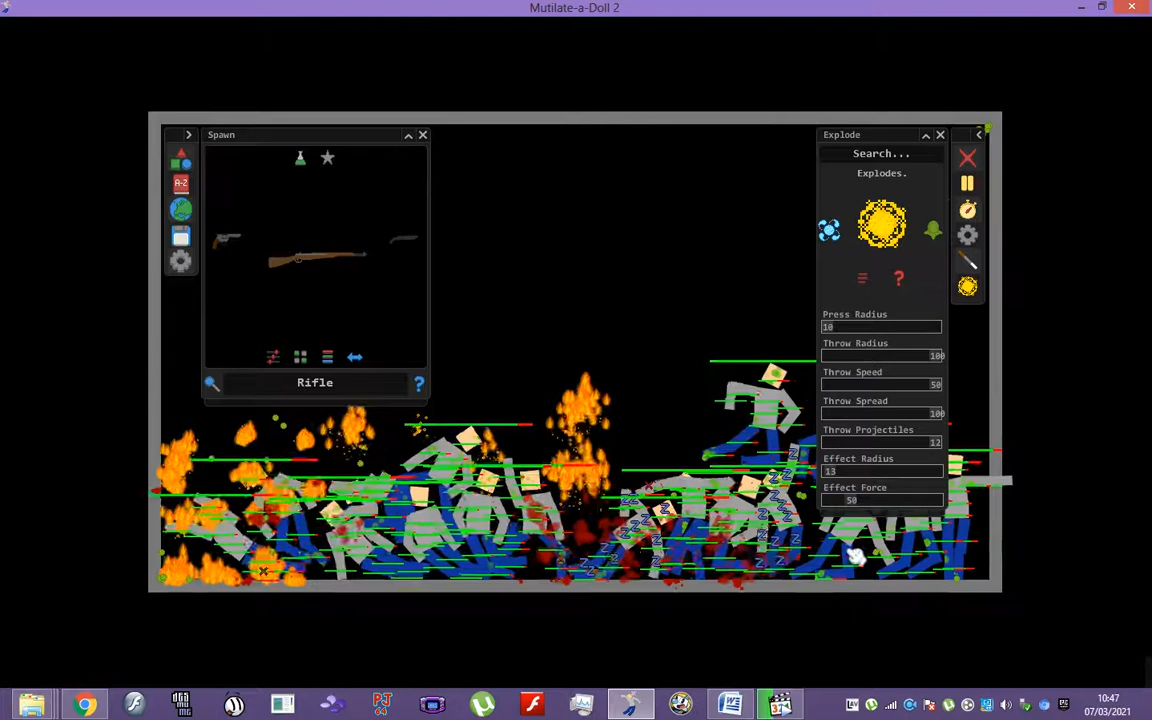 Mutilate-a-Doll 2
Spawn
A-Z
Rifle
?
Explode
Search...
Explodes.
?
Press Radius
10
Throw Radius
100
Throw Speed
50
Throw Spread
100
Throw Projectiles
12
Effect Radius
13
Effect Force
50
10:47
07/03/2021